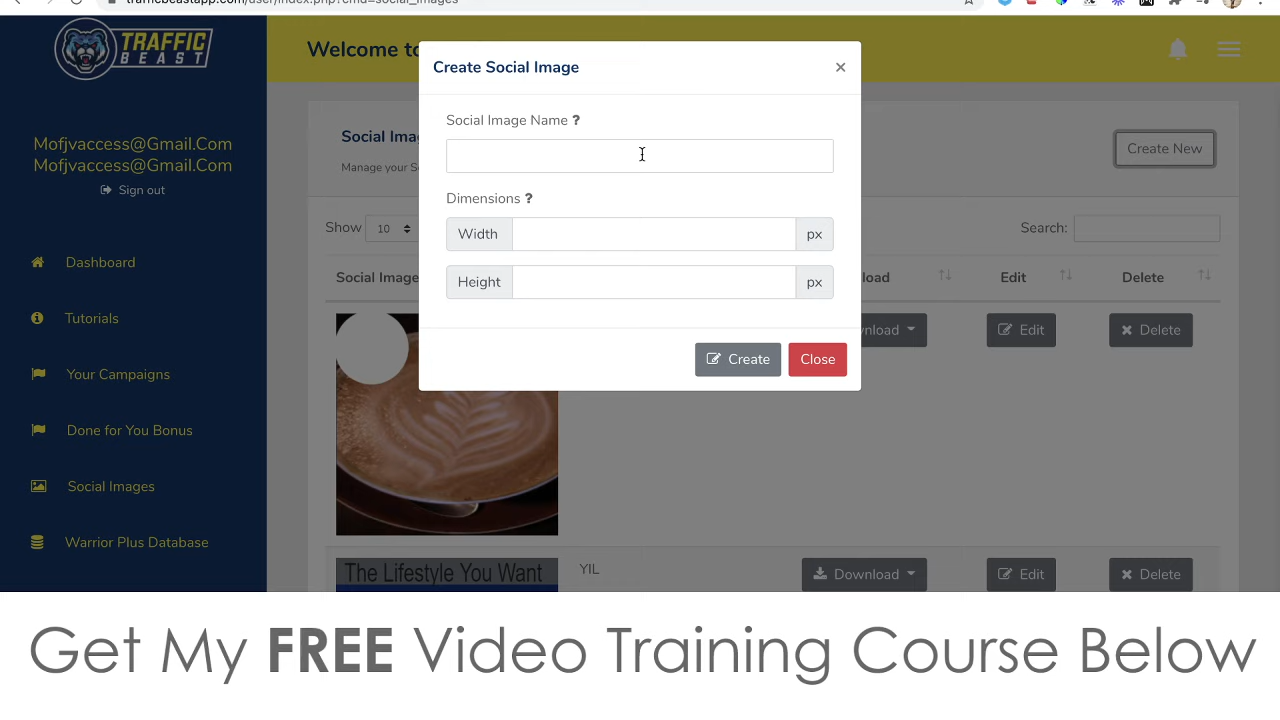 trafficbeastapp.com/user/index.php?cmd=social_images
TRAFFIC
BEAST
Welcome to
Mofjvaccess@Gmail.Com
Mofjvaccess@Gmail.Com
Sign out
Dashboard
Tutorials
Your Campaigns
Done for You Bonus
Social Images
Warrior Plus Database
Create Social Image
×
Social Image Name ?
Dimensions ?
Width
px
Height
px
Create
Close
Social Ima
Manage your S
Create New
Show
10
Search:
Social Image
load
Edit
Delete
nload
Edit
Delete
The Lifestyle You Want
YIL
Download
Edit
Delete
Get My FREE Video Training Course Below